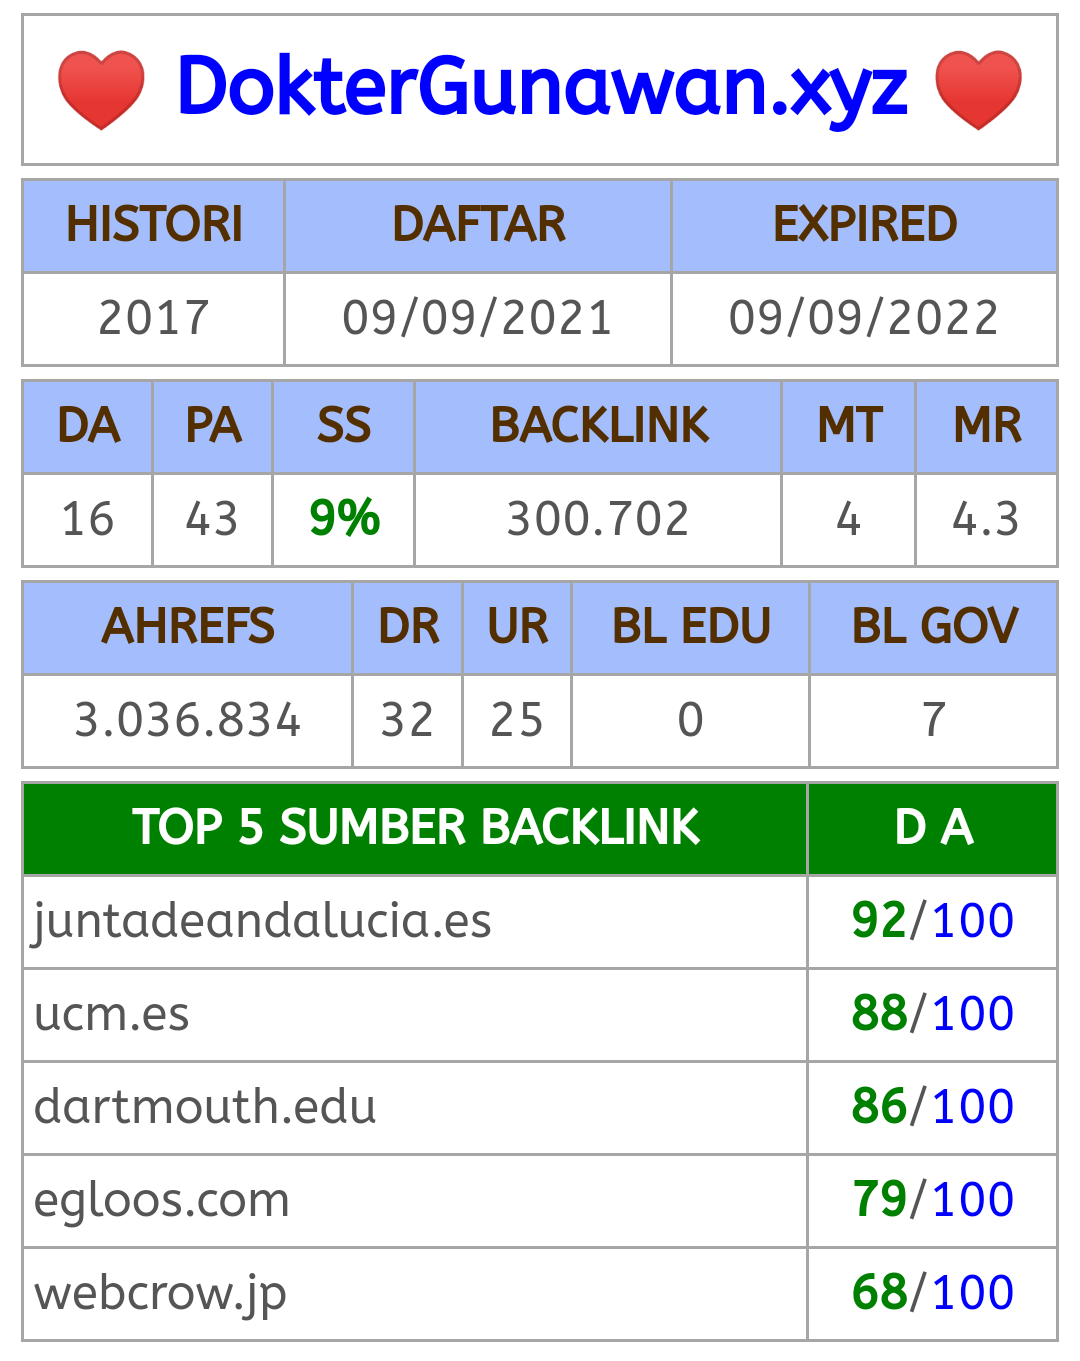 DokterGunawan.xyz
HISTORI DAFTAR EXPIRED
2017 09/09/2021 09/09/2022
DA PA SS BACKLINK MT MR
16 43 9% 300.702 4 4.3
AHREFS DR UR BL EDU BL GOV
3.036.834 32 25 0 7
TOP 5 SUMBER BACKLINK D A
juntadeandalucia.es 92/100
ucm.es 88/100
dartmouth.edu 86/100
egloos.com 79/100
webcrow.jp 68/100